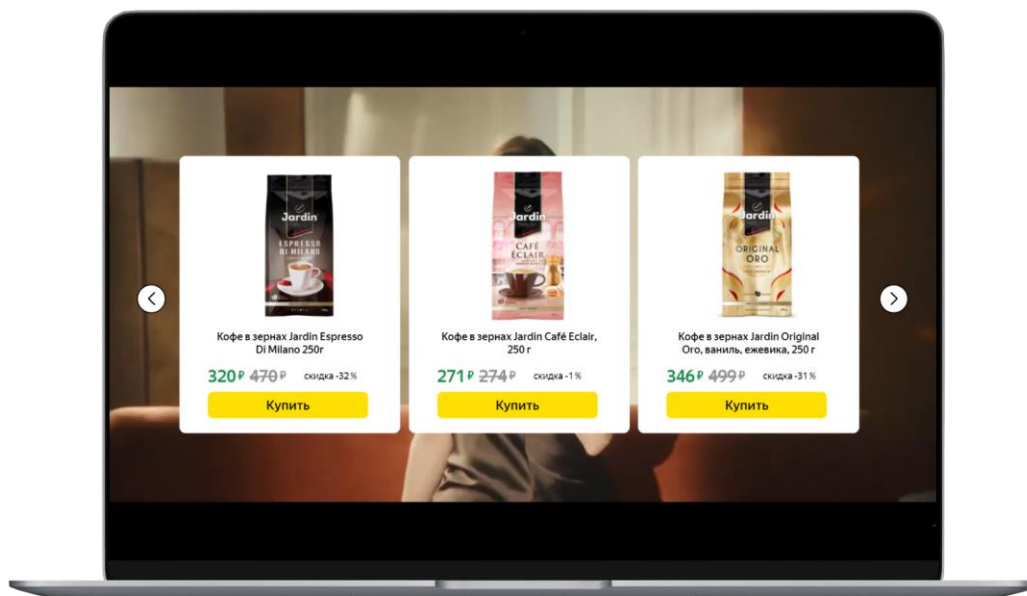 Jardin
ESPRESSO
DI MILANO
Кофе в зернах Jardin Espresso
Di Milano 250г
320 ₽ 470 ₽ скидка -32 %
Купить
Jardin
CAFÉ
ECLAIR
Кофе в зернах Jardin Café Eclair,
250 г
271 ₽ 274 ₽ скидка -1 %
Купить
Jardin
ORIGINAL
ORO
Кофе в зернах Jardin Original
Oro, ваниль, ежевика, 250 г
346 ₽ 499 ₽ скидка -31 %
Купить